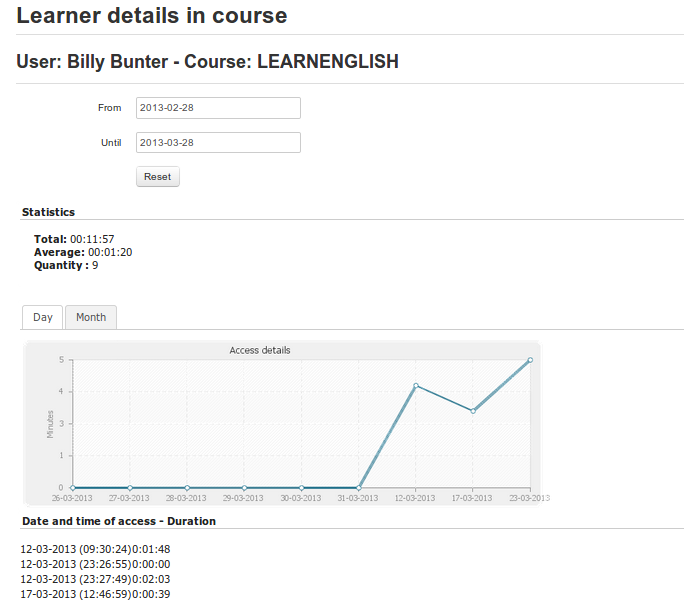 Learner details in course
User: Billy Bunter - Course: LEARNENGLISH
From 2013-02-28
Until 2013-03-28
Reset
Statistics
Total: 00:11:57
Average: 00:01:20
Quantity : 9
Day Month
Access details
5
4
3
1
0
Minutes
26-03-2013 27-03-2013 28-03-2013 29-03-2013 30-03-2013 31-03-2013 12-03-2013 17-03-2013 23-03-2013
Date and time of access - Duration
12-03-2013 (09:30:24)0:01:48
12-03-2013 (23:26:55)0:00:00
12-03-2013 (23:27:49)0:02:03
17-03-2013 (12:46:59)0:00:39